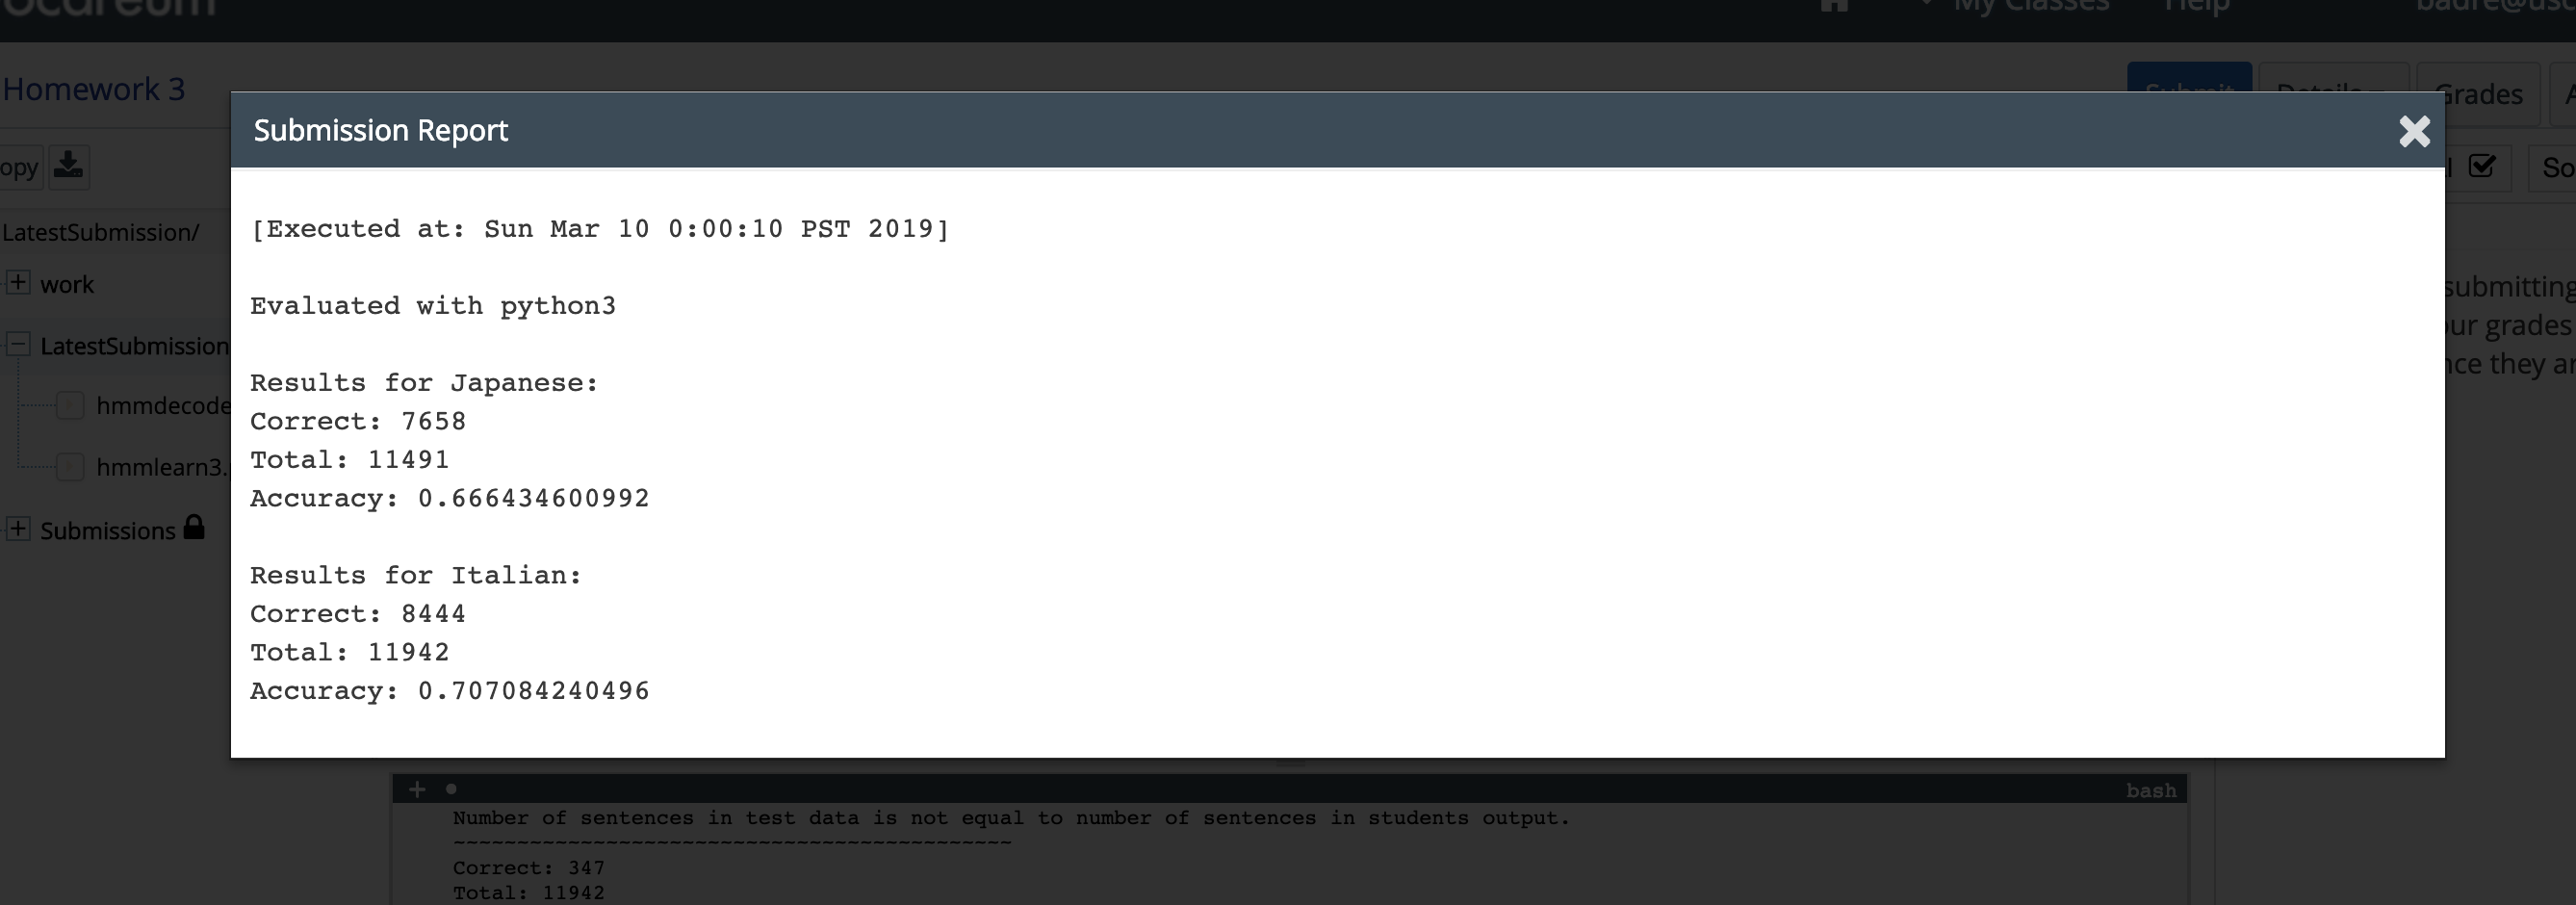 My Classes
Help
Homework 3
Submit
Details
Grades
Submission Report
opy
LatestSubmission/
work
LatestSubmission
hmmdecode
hmmlearn3.
Submissions
[Executed at: Sun Mar 10 0:00:10 PST 2019]
Evaluated with python3
Results for Japanese:
Correct: 7658
Total: 11491
Accuracy: 0.666434600992
Results for Italian:
Correct: 8444
Total: 11942
Accuracy: 0.707084240496
So
submitting
ur grades
nce they ar
bash
Number of sentences in test data is not equal to number of sentences in students output.
~~~~~~~~~~~~~~~~~~~~~~~~~~~~~~~~~~~~~~~~~~~~
Correct: 347
Total: 11942